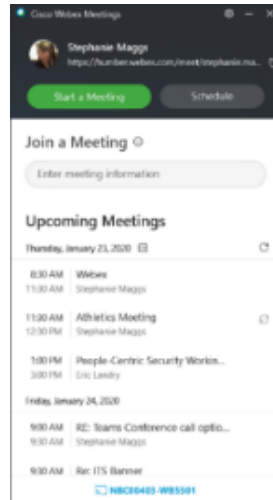 Cisco Webex Meetings
Stephanie Maggs
https://humber.webex.com/meet/stephanie.ma...
Start a Meeting
Schedule
Join a Meeting
Enter meeting information
Upcoming Meetings
Thursday, January 23, 2020
8:30 AM Webex
11:00 AM Stephanie Maggs
11:30 AM Athletics Meeting
12:30 PM Stephanie Maggs
1:00 PM People-Centric Security Workin...
3:00 PM Eric Landry
Friday, January 24, 2020
9:00 AM RE: Teams Conference call optio...
9:30 AM Stephanie Maggs
9:30 AM Re: ITS Banner
NBC00403-WB5501